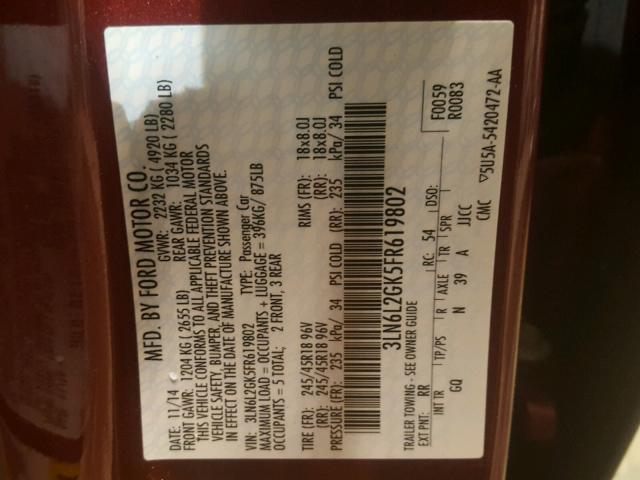 MFD. BY FORD MOTOR CO.
DATE: 11/14 GVWR: 2232 KG ( 4920 LB)
FRONT GAWR: 1204 KG ( 2655 LB) REAR GAWR: 1034 KG ( 2280 LB)
THIS VEHICLE CONFORMS TO ALL APPLICABLE FEDERAL MOTOR
VEHICLE SAFETY, BUMPER, AND THEFT PREVENTION STANDARDS
IN EFFECT ON THE DATE OF MANUFACTURE SHOWN ABOVE.
VIN: 3LN6L2GK5FR619802 TYPE: Passenger Car
MAXIMUM LOAD = OCCUPANTS + LUGGAGE = 396KG/ 875LB
OCCUPANTS = 5 TOTAL; 2 FRONT, 3 REAR
TIRE (FR): 245/45R18 96V RIMS (FR): 18x8.0J
(RR): 245/45R18 96V (RR): 18x8.0J
PRESSURE (FR): 235 kPa/ 34 PSI COLD (RR): 235 kPa/ 34 PSI COLD
3LN6L2GK5FR619802
TRAILER TOWING - SEE OWNER GUIDE
F0059
R0083
EXT PNT: RR RC: 54 DSO:
INT TR TP/PS R AXLE TR SPR
GQ N 39 A JJCC
CMC ▽5U5A-5420472-AA